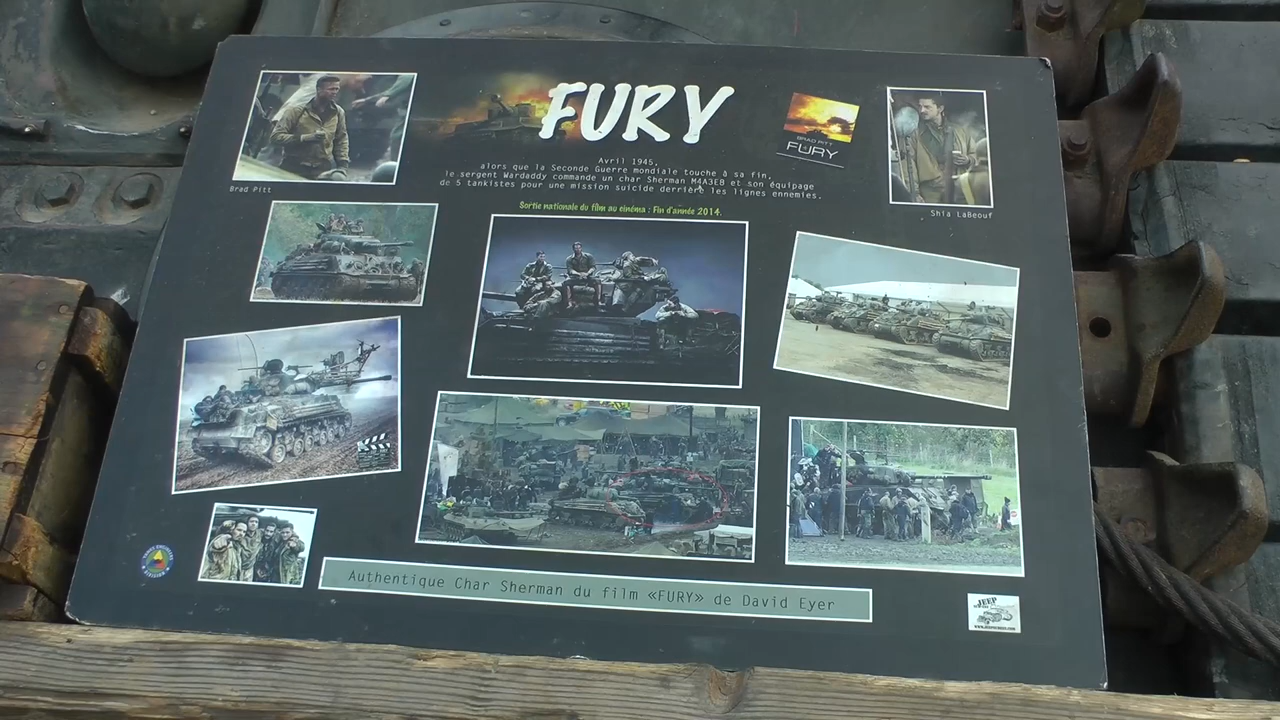 FURY
Avril 1945,
alors que la Seconde Guerre mondiale touche à sa fin,
le sergent Wardaddy commande un char Sherman M4A3E8 et son équipage
de 5 tankistes pour une mission suicide derrière les lignes ennemies.
Sortie nationale du film au cinéma : Fin d'année 2014.
BRAD PITT
FURY
Brad Pitt
Shia LaBeouf
Authentique Char Sherman du film «FURY» de David Eyer
JEEP